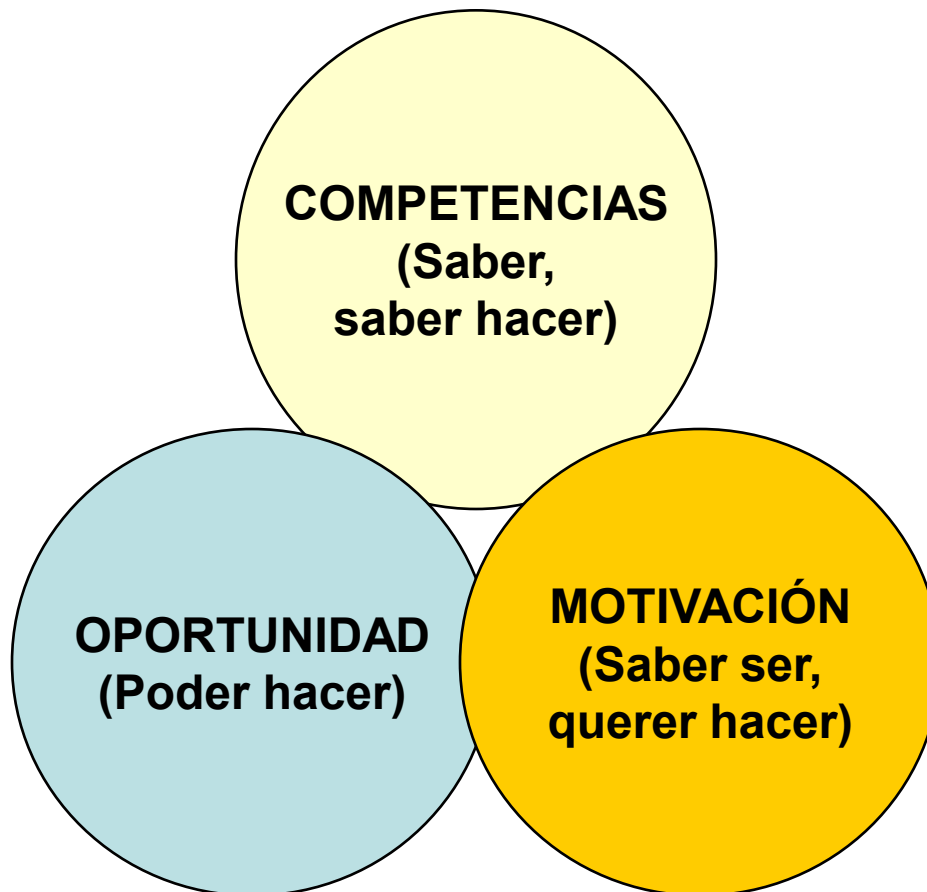 COMPETENCIAS
(Saber,
saber hacer)
OPORTUNIDAD
(Poder hacer)
MOTIVACIÓN
(Saber ser,
querer hacer)